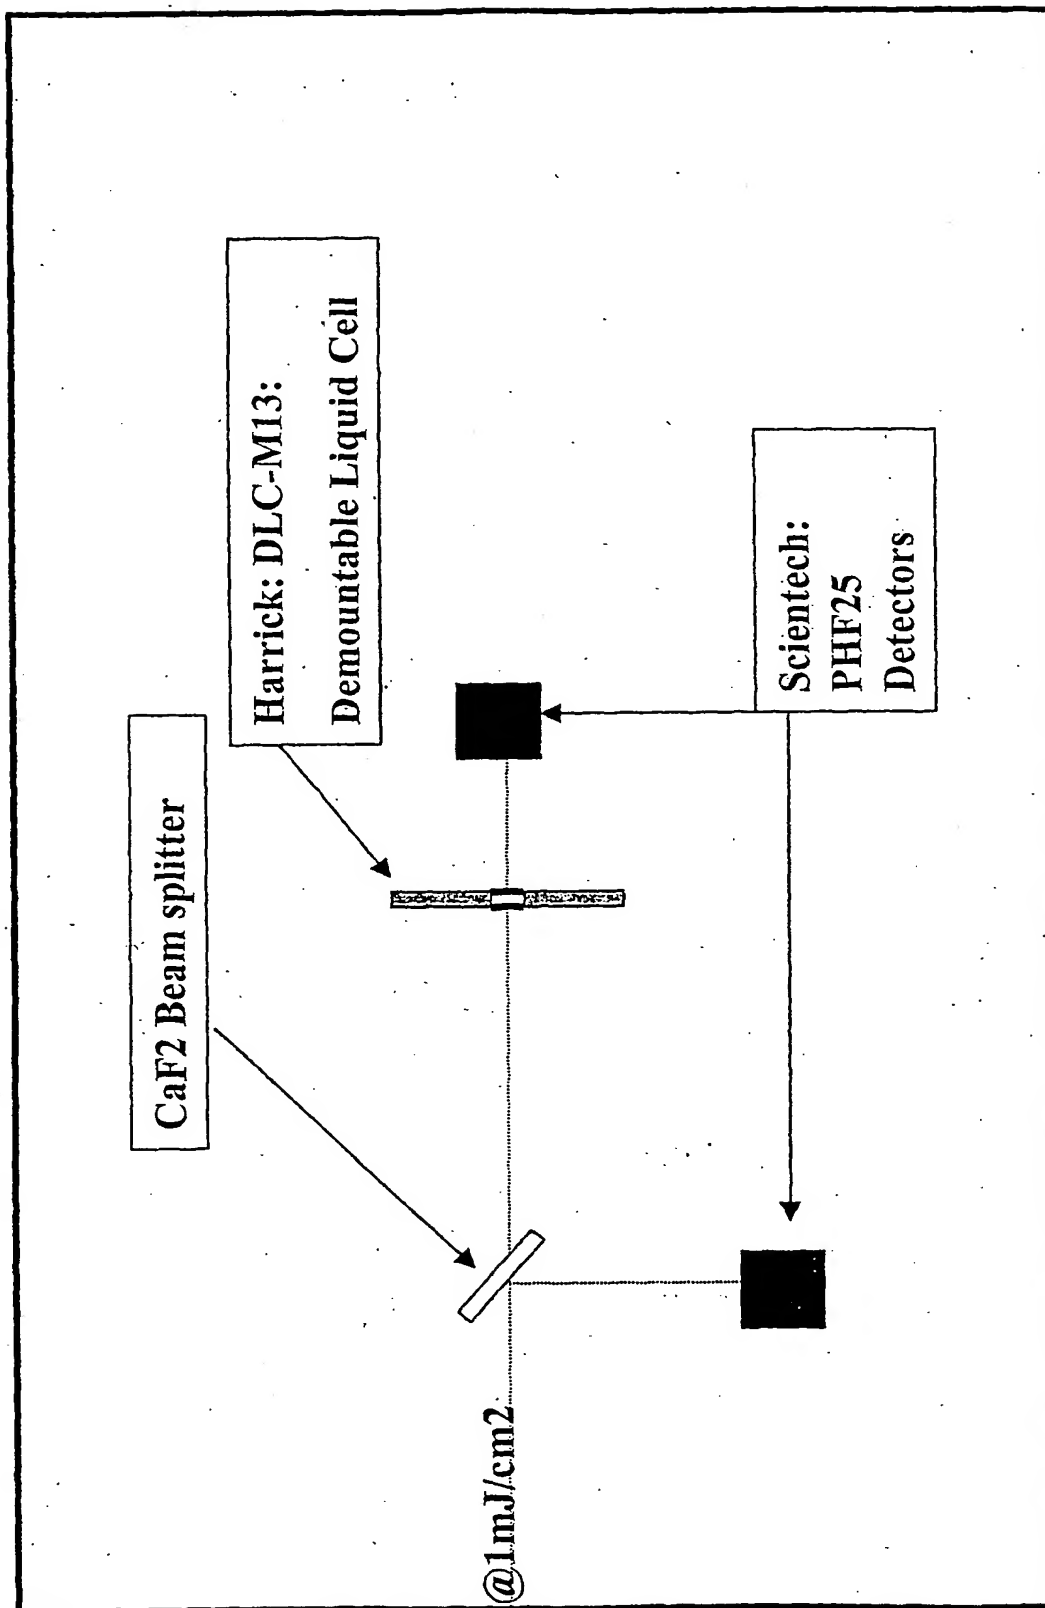 CaF2 Beam splitter
Harrick: DLC-M13:
Demountable Liquid Cell
@1mJ/cm2
Scientech:
PHF25
Detectors